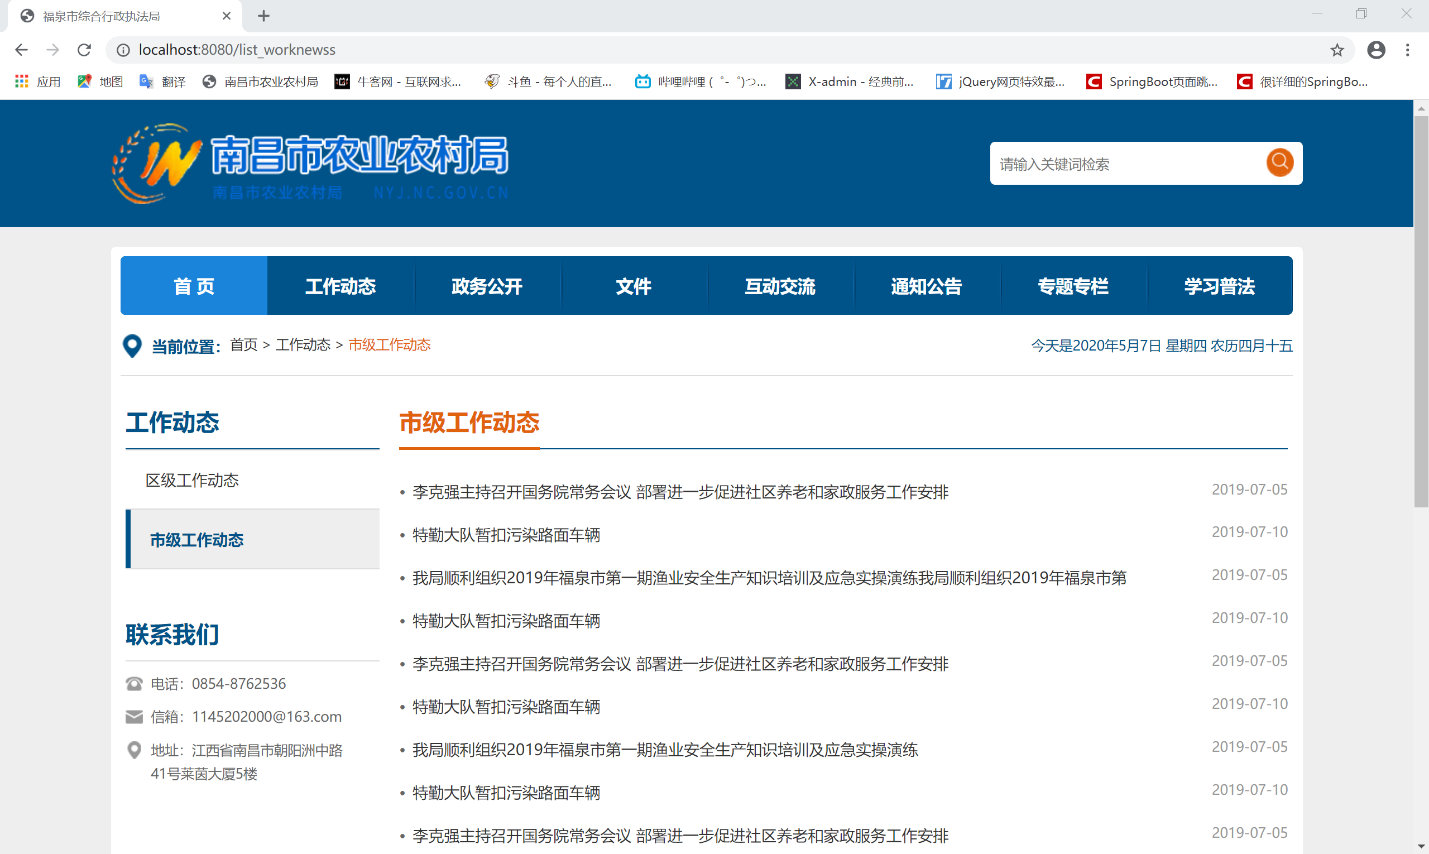 福泉市综合行政执法局
localhost:8080/list_worknewss
应用 地图 翻译 南昌市农业农村局 牛客网 - 互联网求... 斗鱼 - 每个人的直... 哔哩哔哩 ( ゜- ゜)つ... X-admin - 经典前... jQuery网页特效最... SpringBoot页面跳... 很详细的SpringBo...
南昌市农业农村局
南昌市农业农村局 NYJ.NC.GOV.CN
请输入关键词检索
首 页 工作动态 政务公开 文件 互动交流 通知公告 专题专栏 学习普法
当前位置： 首页 > 工作动态 > 市级工作动态
今天是2020年5月7日 星期四 农历四月十五
工作动态
区级工作动态
市级工作动态
联系我们
电话：0854-8762536
信箱：1145202000@163.com
地址：江西省南昌市朝阳洲中路
41号莱茵大厦5楼
市级工作动态
• 李克强主持召开国务院常务会议 部署进一步促进社区养老和家政服务工作安排 2019-07-05
• 特勤大队暂扣污染路面车辆 2019-07-10
• 我局顺利组织2019年福泉市第一期渔业安全生产知识培训及应急实操演练我局顺利组织2019年福泉市第 2019-07-05
• 特勤大队暂扣污染路面车辆 2019-07-10
• 李克强主持召开国务院常务会议 部署进一步促进社区养老和家政服务工作安排 2019-07-05
• 特勤大队暂扣污染路面车辆 2019-07-10
• 我局顺利组织2019年福泉市第一期渔业安全生产知识培训及应急实操演练 2019-07-05
• 特勤大队暂扣污染路面车辆 2019-07-10
• 李克强主持召开国务院常务会议 部署进一步促进社区养老和家政服务工作安排 2019-07-05